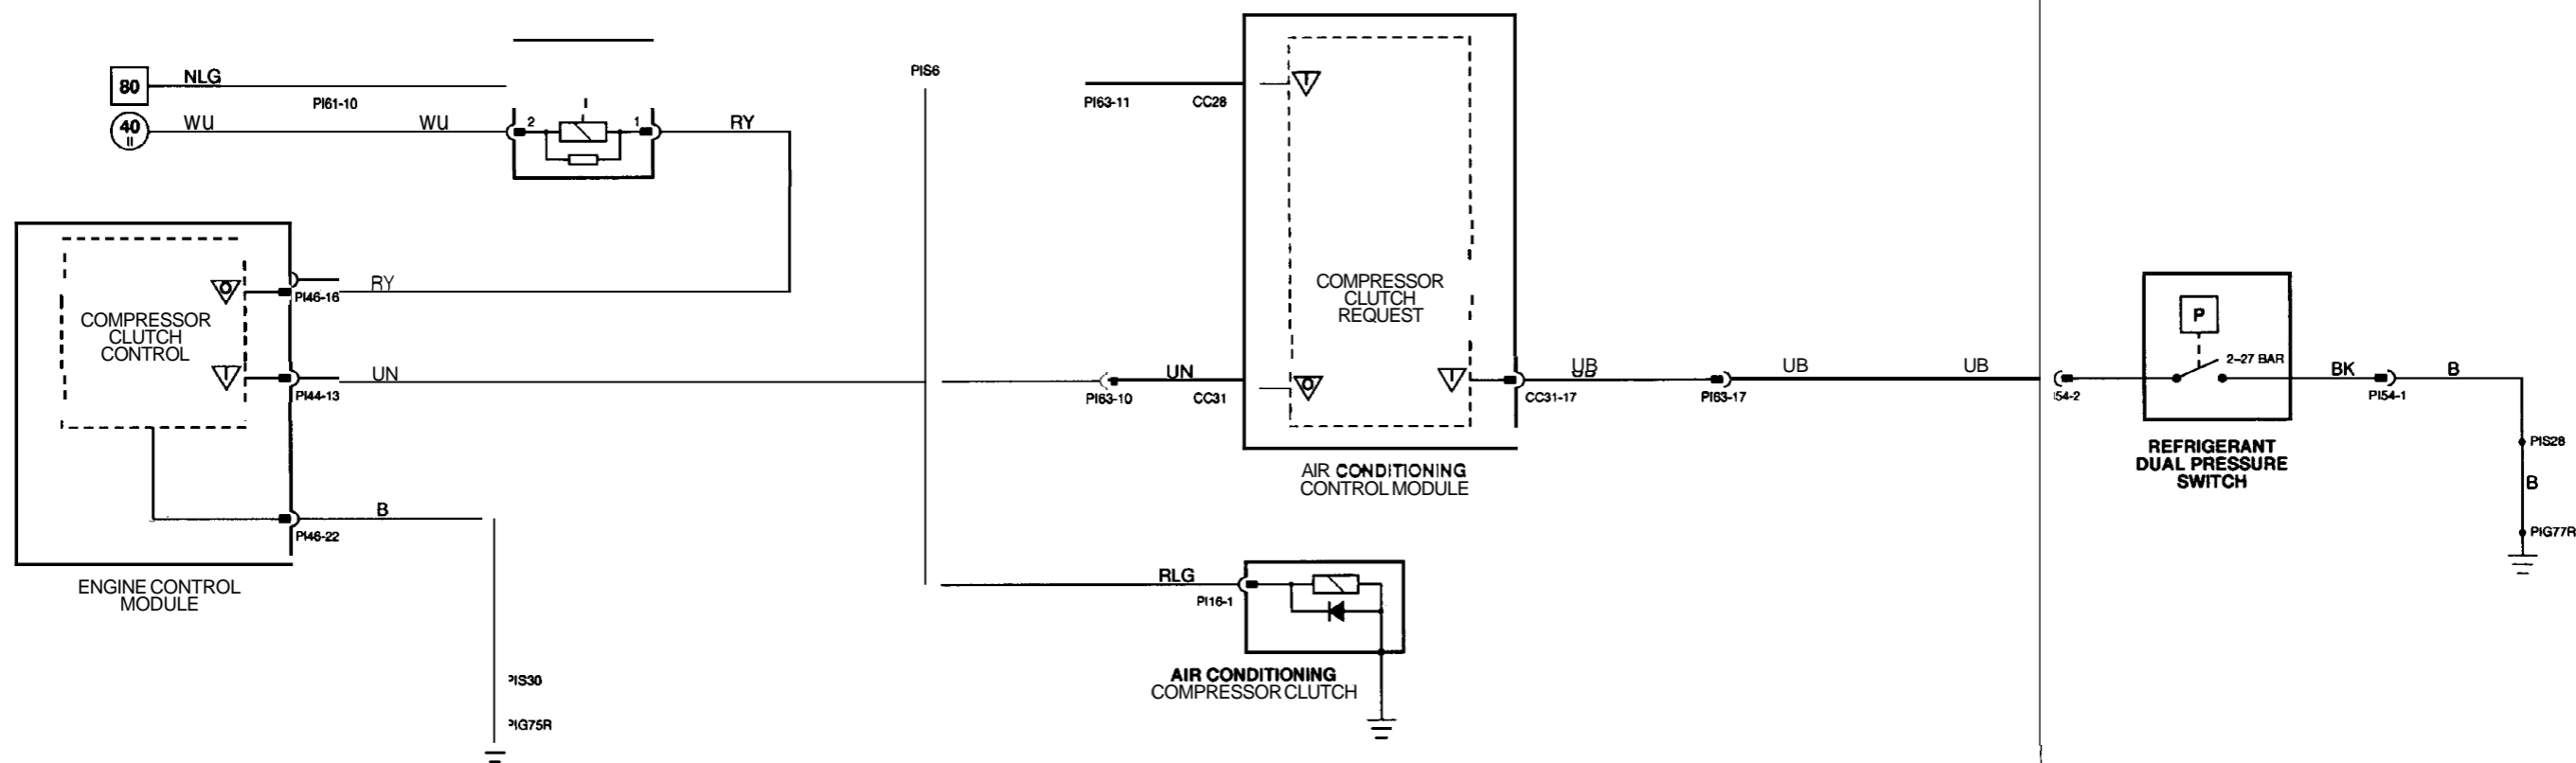 80
NLG
PI61-10
40
II
WU
WU
2
1
RY
PIS6
PI63-11
CC28
I
COMPRESSOR
CLUTCH
REQUEST
O
RY
PI46-16
COMPRESSOR
CLUTCH
CONTROL
I
UN
PI44-13
B
PI46-22
ENGINE CONTROL
MODULE
PIS30
PIG75R
UN
PI63-10
CC31
O
I
UB
CC31-17
PI63-17
UB
UB
AIR CONDITIONING
CONTROL MODULE
RLG
PI16-1
AIR CONDITIONING
COMPRESSOR CLUTCH
I54-2
P
2-27 BAR
BK
PI54-1
B
REFRIGERANT
DUAL PRESSURE
SWITCH
PIS28
B
PIG77R